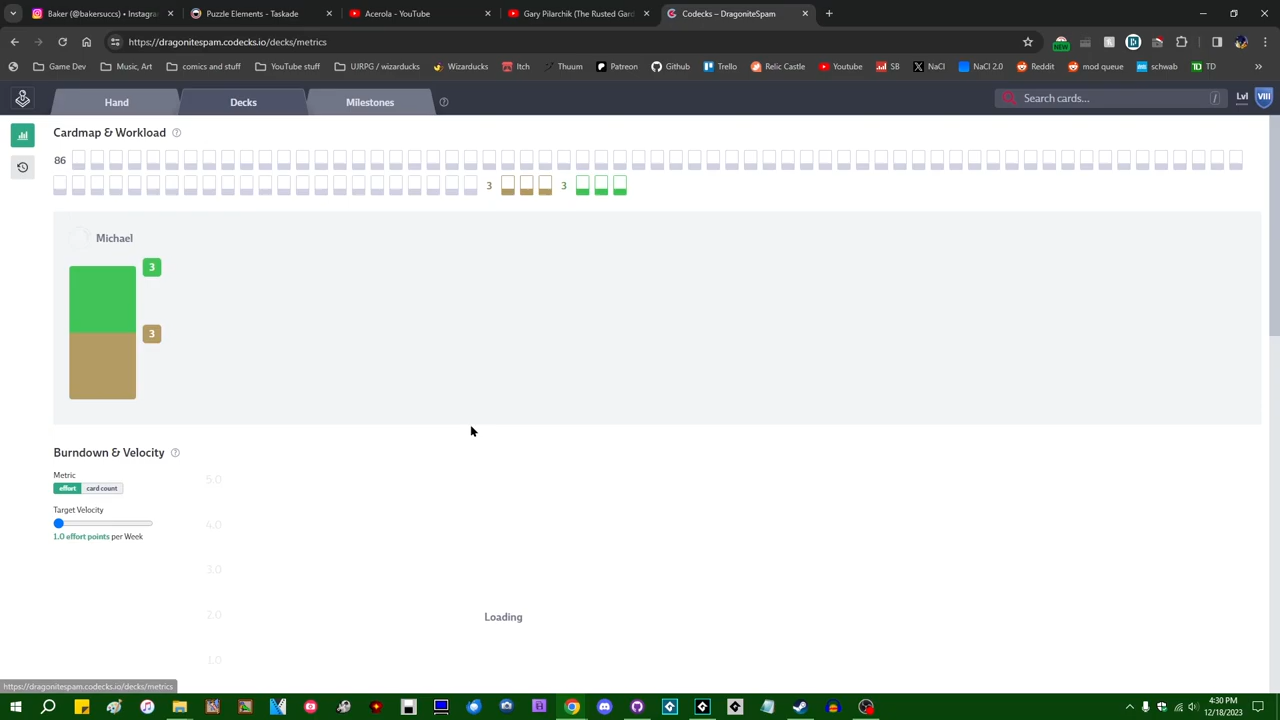 Baker (@bakersuccs) • Instagra
Puzzle Elements - Taskade
Acerola - YouTube
Gary Pilarchik (The Rusted Gard
Codecks – DragoniteSpam
https://dragonitespam.codecks.io/decks/metrics
NEW
Game Dev
Music, Art
comics and stuff
YouTube stuff
UJRPG / wizarducks
Wizarducks
Itch
Thuum
Patreon
Github
Trello
Relic Castle
Youtube
SB
NaCl
NaCl 2.0
Reddit
mod queue
schwab
TD
Hand
Decks
Milestones
Search cards...
/
Lvl
VIII
Cardmap & Workload
86
3
3
Michael
3
3
Burndown & Velocity
Metric
effort
card count
Target Velocity
1.0 effort points per Week
5.0
4.0
3.0
2.0
1.0
Loading
https://dragonitespam.codecks.io/decks/metrics
4:30 PM
12/18/2023